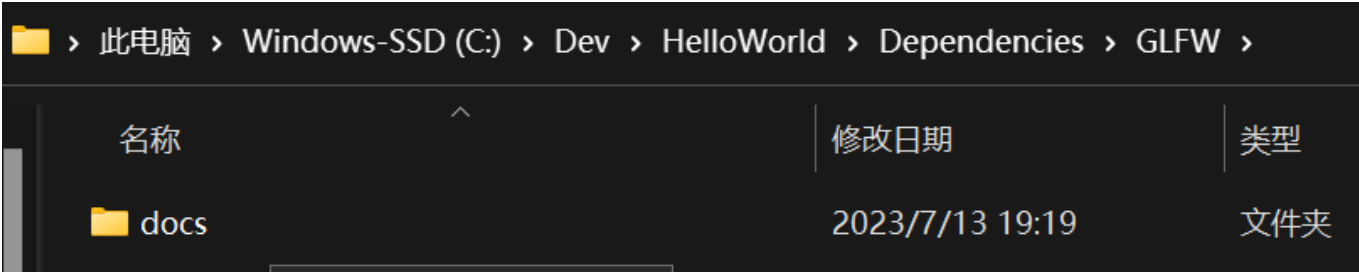 此电脑 › Windows-SSD (C:) › Dev › HelloWorld › Dependencies › GLFW ›
名称 修改日期 类型
docs 2023/7/13 19:19 文件夹